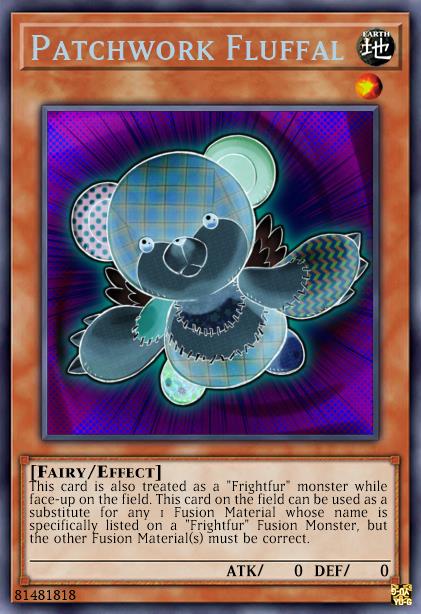 Patchwork Fluffal
EARTH
地
[Fairy/Effect]
This card is also treated as a "Frightfur" monster while
face-up on the field. This card on the field can be used as a
substitute for any 1 Fusion Material whose name is
specifically listed on a "Frightfur" Fusion Monster, but
the other Fusion Material(s) must be correct.
ATK/ 0 DEF/ 0
81481818